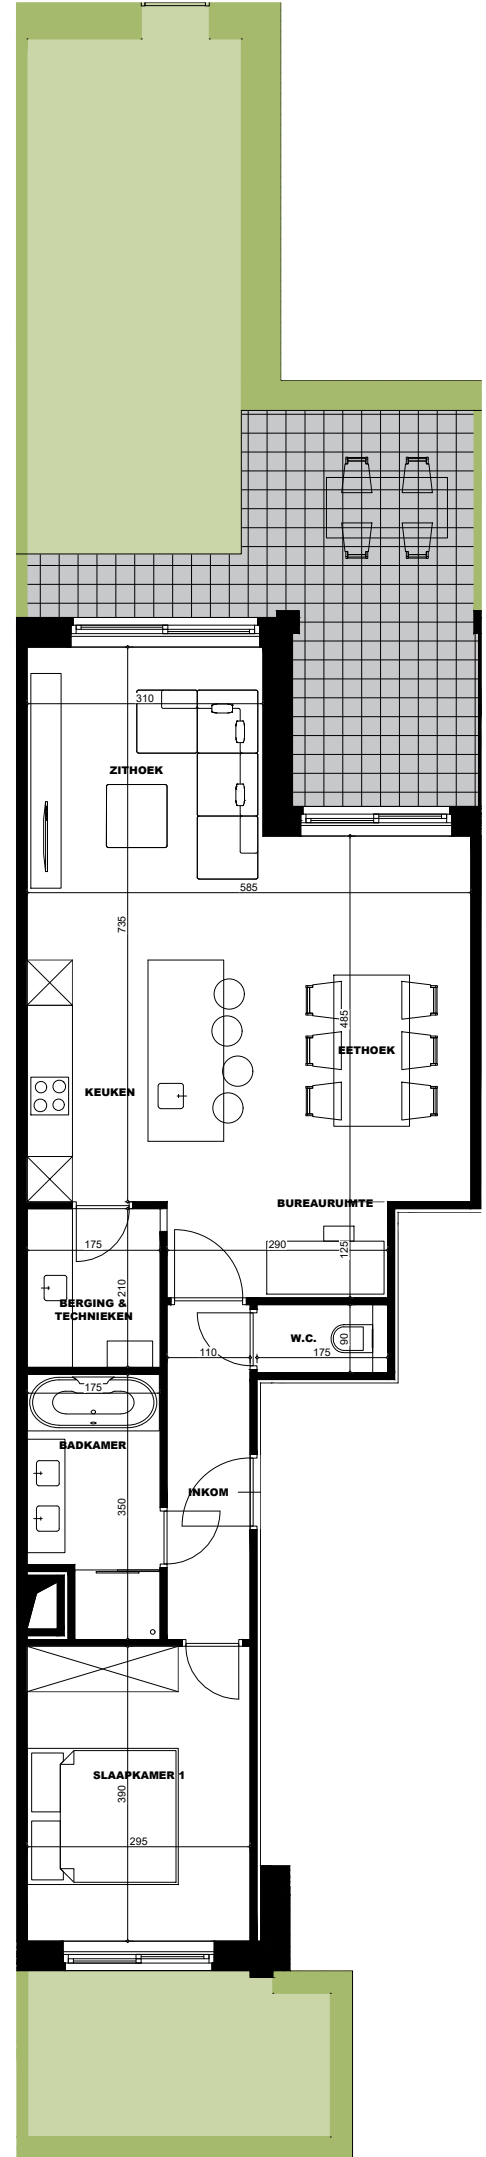 310
ZITHOEK
585
735
485
EETHOEK
KEUKEN
BUREAURUIMTE
175
290
125
210
BERGING &
TECHNIEKEN
W.C.
90
110
175
175
BADKAMER
350
INKOM
SLAAPKAMER 1
390
295